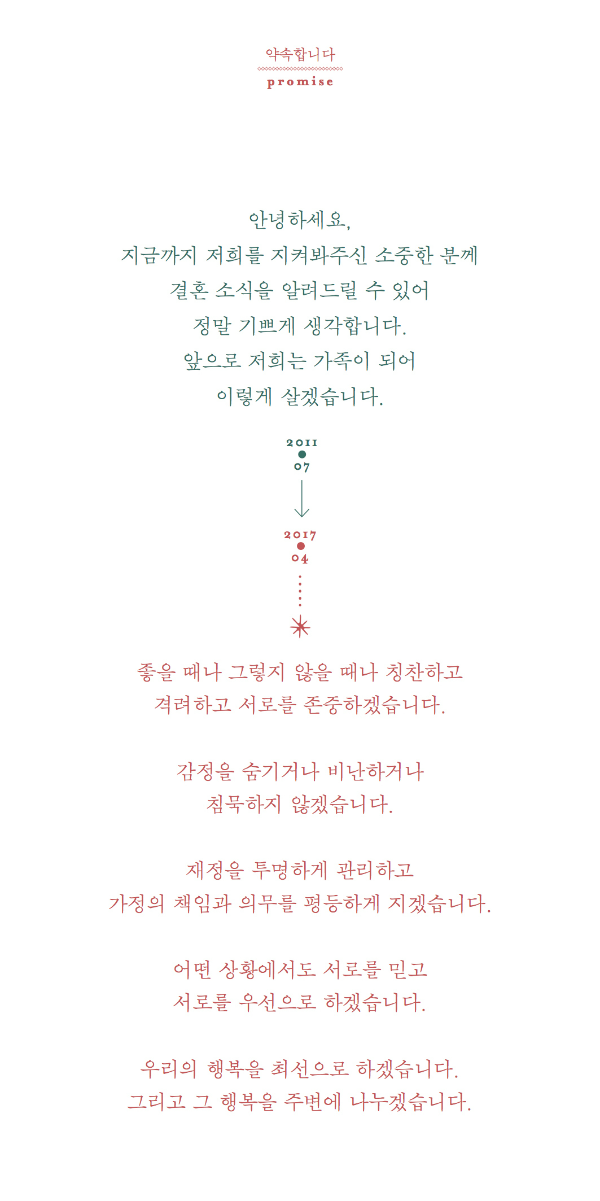 약속합니다
promise
안녕하세요,
지금까지 저희를 지켜봐주신 소중한 분께
결혼 소식을 알려드릴 수 있어
정말 기쁘게 생각합니다.
앞으로 저희는 가족이 되어
이렇게 살겠습니다.
2011
07
2017
04
좋을 때나 그렇지 않을 때나 칭찬하고
격려하고 서로를 존중하겠습니다.
감정을 숨기거나 비난하거나
침묵하지 않겠습니다.
재정을 투명하게 관리하고
가정의 책임과 의무를 평등하게 지겠습니다.
어떤 상황에서도 서로를 믿고
서로를 우선으로 하겠습니다.
우리의 행복을 최선으로 하겠습니다.
그리고 그 행복을 주변에 나누겠습니다.